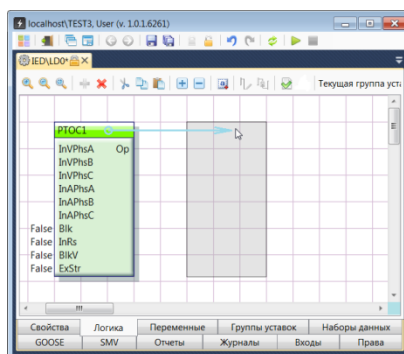 localhost\TEST3, User (v. 1.0.1.6261)
IED\LD0*
Текущая группа уста
PTOC1
InVPhsA Op
InVPhsB
InVPhsC
InAPhsA
InAPhsB
InAPhsC
False Blk
False InRs
False BlkV
False ExStr
Свойства Логика Переменные Группы уставок Наборы данных
GOOSE SMV Отчеты Журналы Входы Права